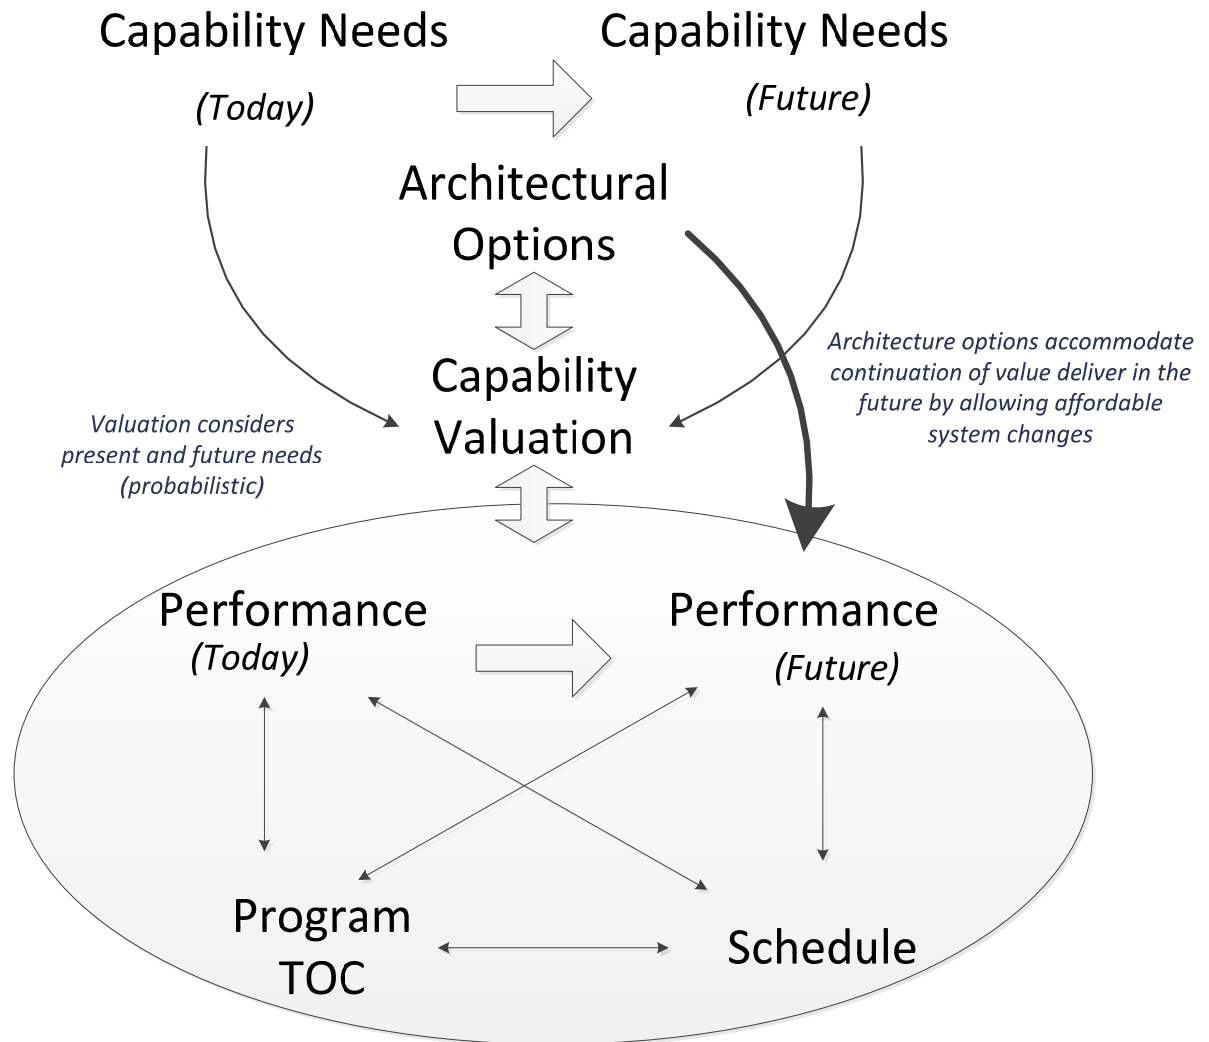 Capability Needs
(Today)
Capability Needs
(Future)
Architectural
Options
Capability
Valuation
Architecture options accommodate
continuation of value deliver in the
future by allowing affordable
system changes
Valuation considers
present and future needs
(probabilistic)
Performance
(Today)
Performance
(Future)
Program
TOC
Schedule